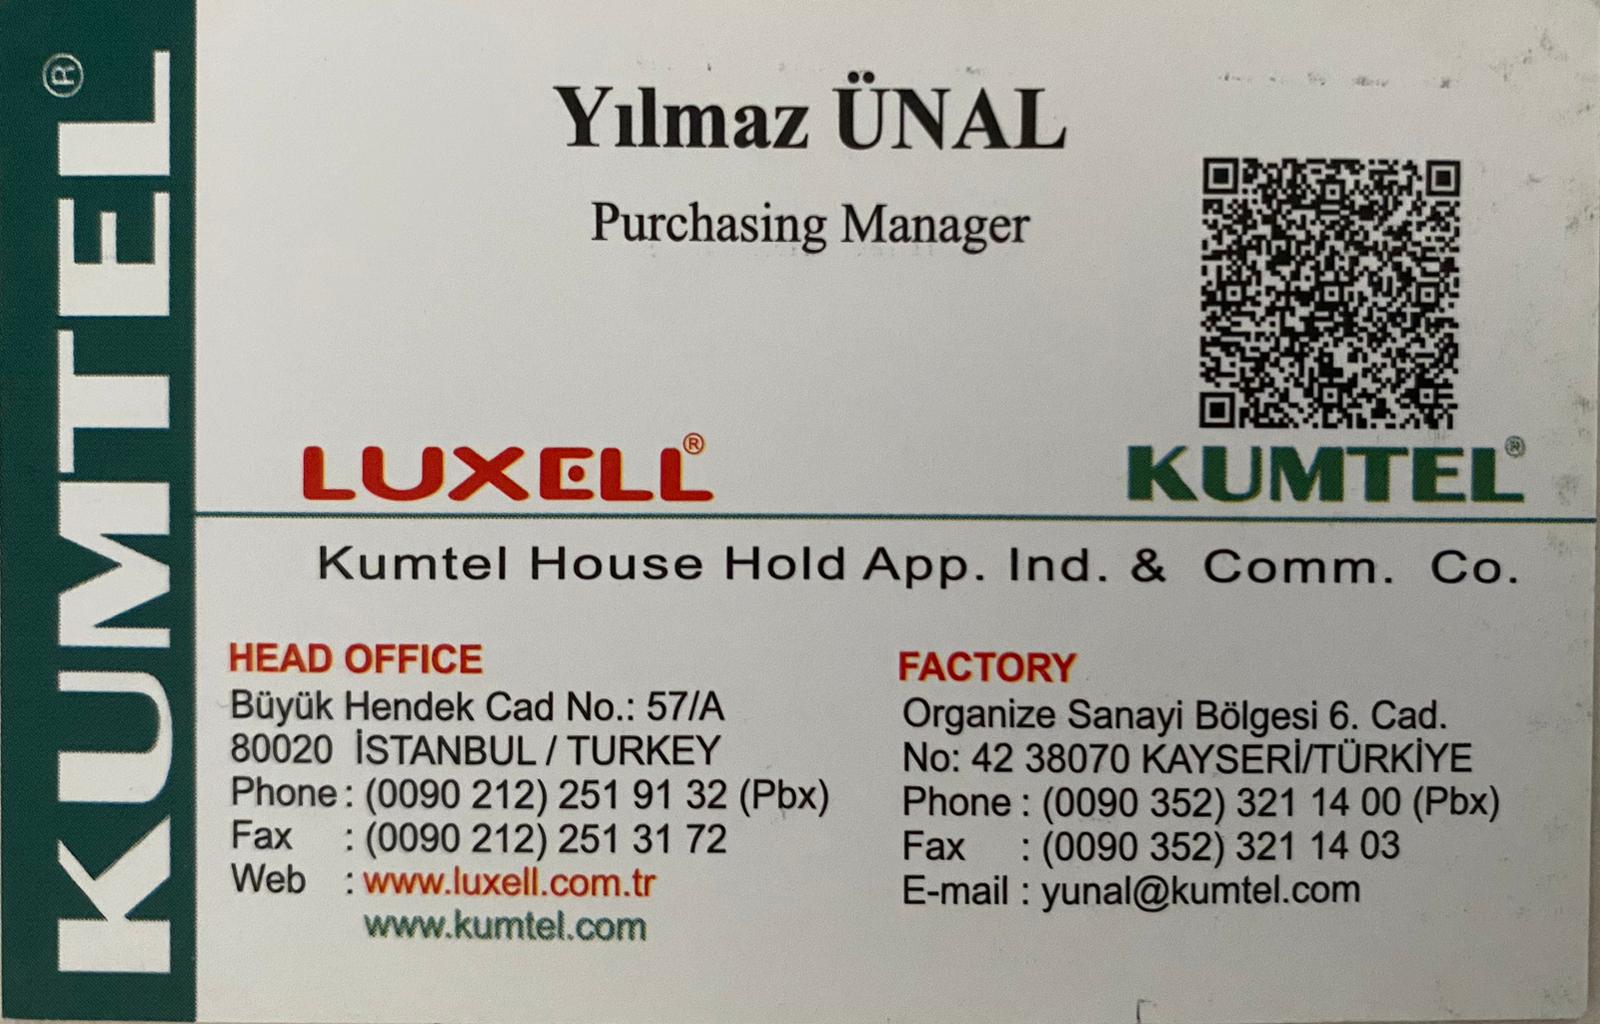 KUMTEL®
Yılmaz ÜNAL
Purchasing Manager
LUXELL®
KUMTEL®
Kumtel House Hold App. Ind. & Comm. Co.
HEAD OFFICE
Büyük Hendek Cad No.: 57/A
80020 İSTANBUL / TURKEY
Phone : (0090 212) 251 91 32 (Pbx)
Fax : (0090 212) 251 31 72
Web : www.luxell.com.tr
www.kumtel.com
FACTORY
Organize Sanayi Bölgesi 6. Cad.
No: 42 38070 KAYSERİ/TÜRKİYE
Phone : (0090 352) 321 14 00 (Pbx)
Fax : (0090 352) 321 14 03
E-mail : yunal@kumtel.com